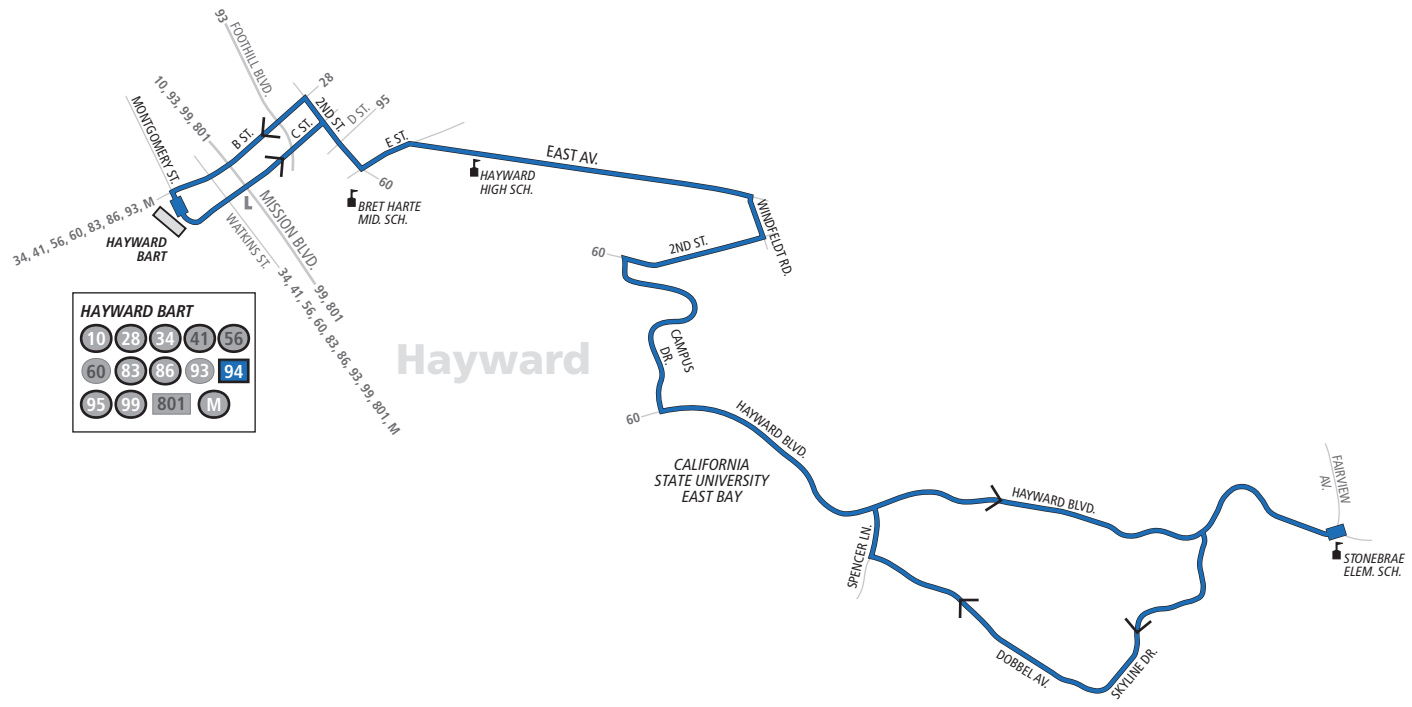 93
FOOTHILL BLVD.
28
10, 93, 99, 801
MONTGOMERY ST.
B ST.
C ST.
2ND ST.
D ST.
95
E ST.
60
EAST AV.
HAYWARD
HIGH SCH.
BRET HARTE
MID. SCH.
WINDFELDT RD.
2ND ST.
60
34, 41, 56, 60, 83, 86, 93, M
HAYWARD
BART
L
MISSION BLVD.
WATKINS ST.
99, 801
34, 41, 56, 60, 83, 86, 93, 99, 801, M
HAYWARD BART
10 28 34 41 56
60 83 86 93 94
95 99 801 M
Hayward
CAMPUS
DR.
60
HAYWARD BLVD.
CALIFORNIA
STATE UNIVERSITY
EAST BAY
HAYWARD BLVD.
FAIRVIEW
AV.
SPENCER LN.
STONEBRAE
ELEM. SCH.
DOBBEL AV.
SKYLINE DR.